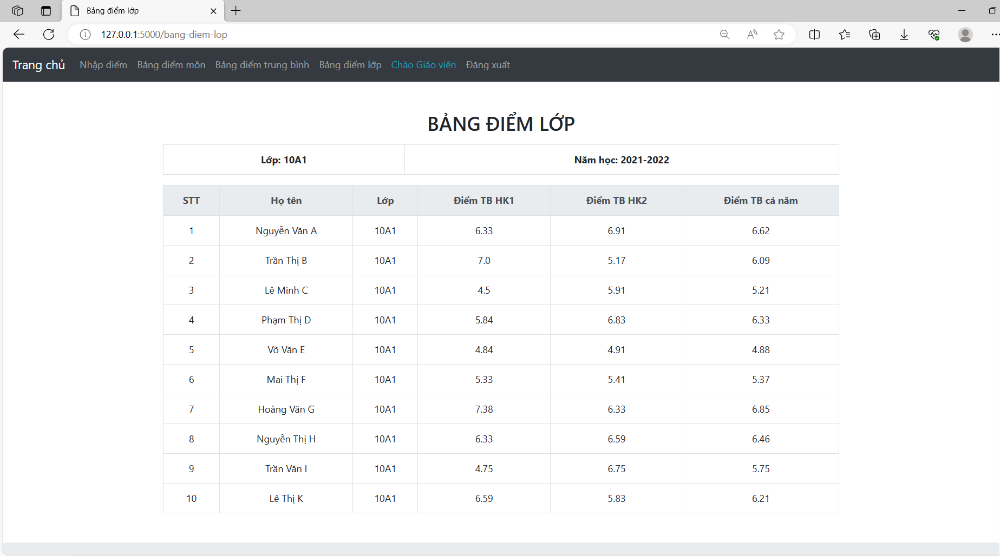 Bảng điểm lớp
127.0.0.1:5000/bang-diem-lop
Trang chủ Nhập điểm Bảng điểm môn Bảng điểm trung bình Bảng điểm lớp Chào Giáo viên Đăng xuất
BẢNG ĐIỂM LỚP
Lớp: 10A1 Năm học: 2021-2022
STT Họ tên Lớp Điểm TB HK1 Điểm TB HK2 Điểm TB cả năm
1 Nguyễn Văn A 10A1 6.33 6.91 6.62
2 Trần Thị B 10A1 7.0 5.17 6.09
3 Lê Minh C 10A1 4.5 5.91 5.21
4 Phạm Thị D 10A1 5.84 6.83 6.33
5 Võ Văn E 10A1 4.84 4.91 4.88
6 Mai Thị F 10A1 5.33 5.41 5.37
7 Hoàng Văn G 10A1 7.38 6.33 6.85
8 Nguyễn Thị H 10A1 6.33 6.59 6.46
9 Trần Văn I 10A1 4.75 6.75 5.75
10 Lê Thị K 10A1 6.59 5.83 6.21